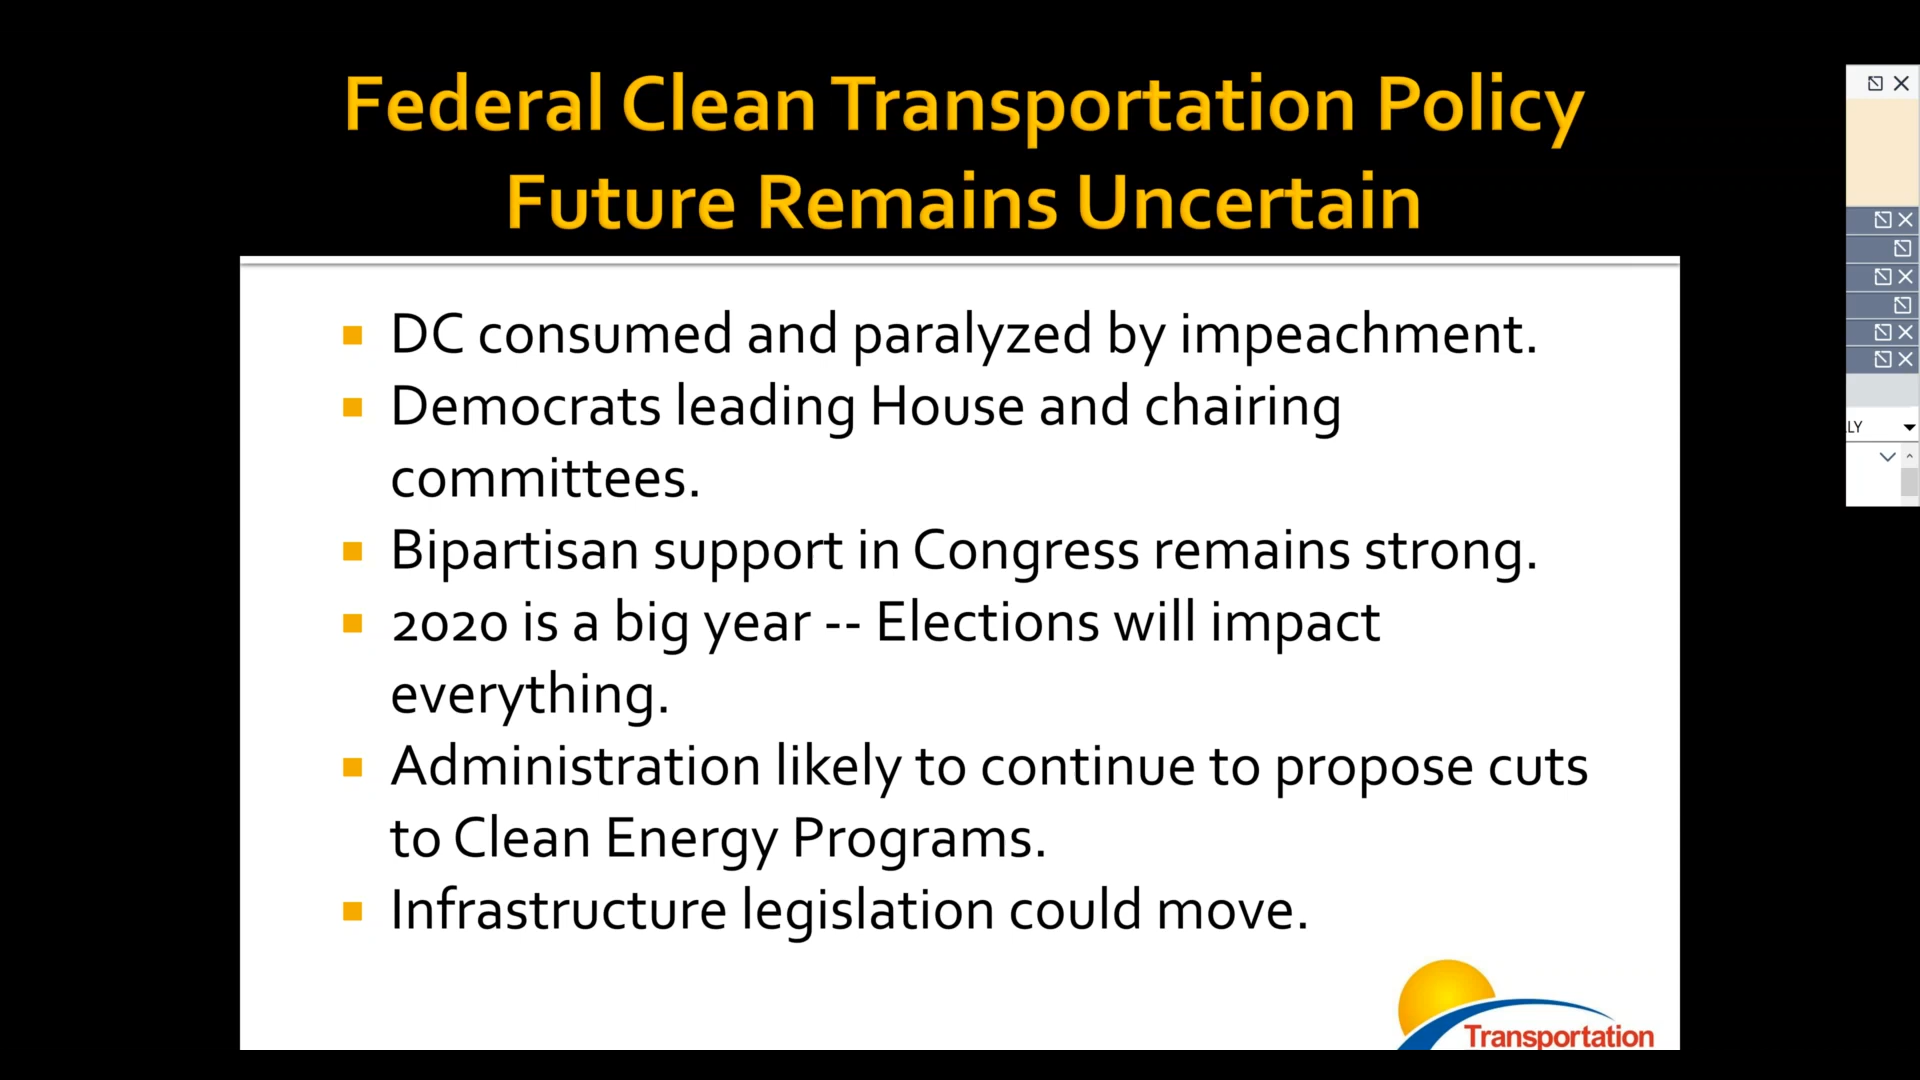 Federal Clean Transportation Policy
Future Remains Uncertain
DC consumed and paralyzed by impeachment.
Democrats leading House and chairing
committees.
Bipartisan support in Congress remains strong.
2020 is a big year -- Elections will impact
everything.
Administration likely to continue to propose cuts
to Clean Energy Programs.
Infrastructure legislation could move.
Transportation
LY